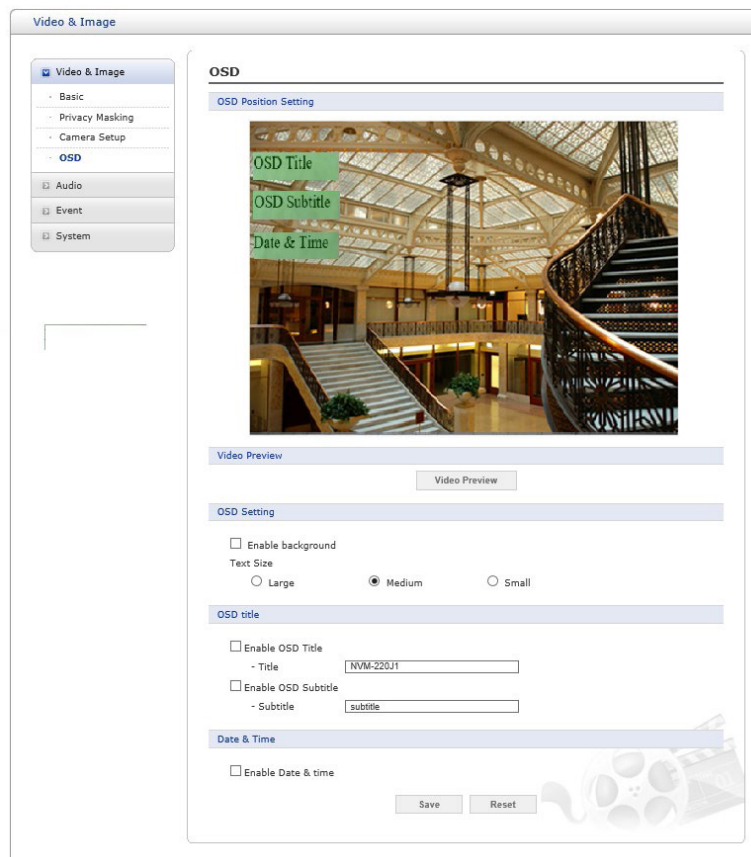 Video & Image
Video & Image
Basic
Privacy Masking
Camera Setup
OSD
Audio
Event
System
OSD
OSD Position Setting
OSD Title
OSD Subtitle
Date & Time
Video Preview
Video Preview
OSD Setting
Enable background
Text Size
Large Medium Small
OSD title
Enable OSD Title
- Title NVM-220J1
Enable OSD Subtitle
- Subtitle subtitle
Date & Time
Enable Date & time
Save Reset